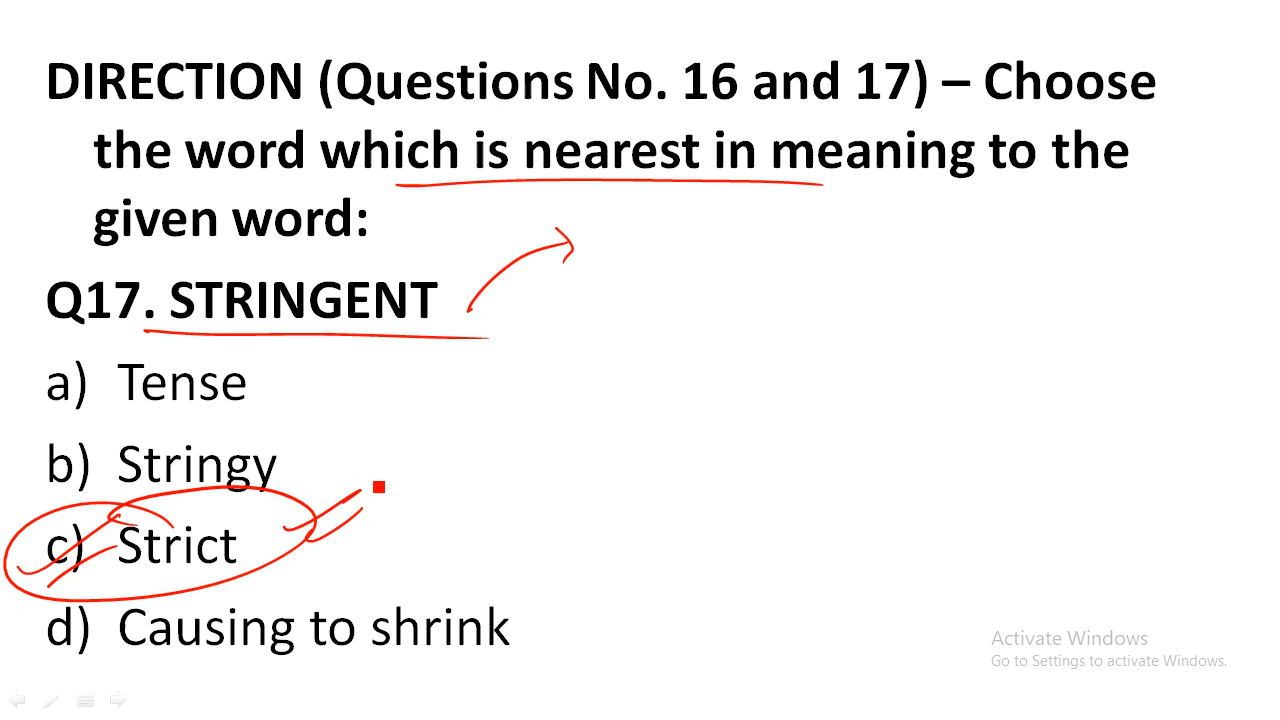 DIRECTION (Questions No. 16 and 17) – Choose
the word which is nearest in meaning to the
given word:
Q17. STRINGENT
a) Tense
b) Stringy
c) Strict
d) Causing to shrink
Activate Windows
Go to Settings to activate Windows.